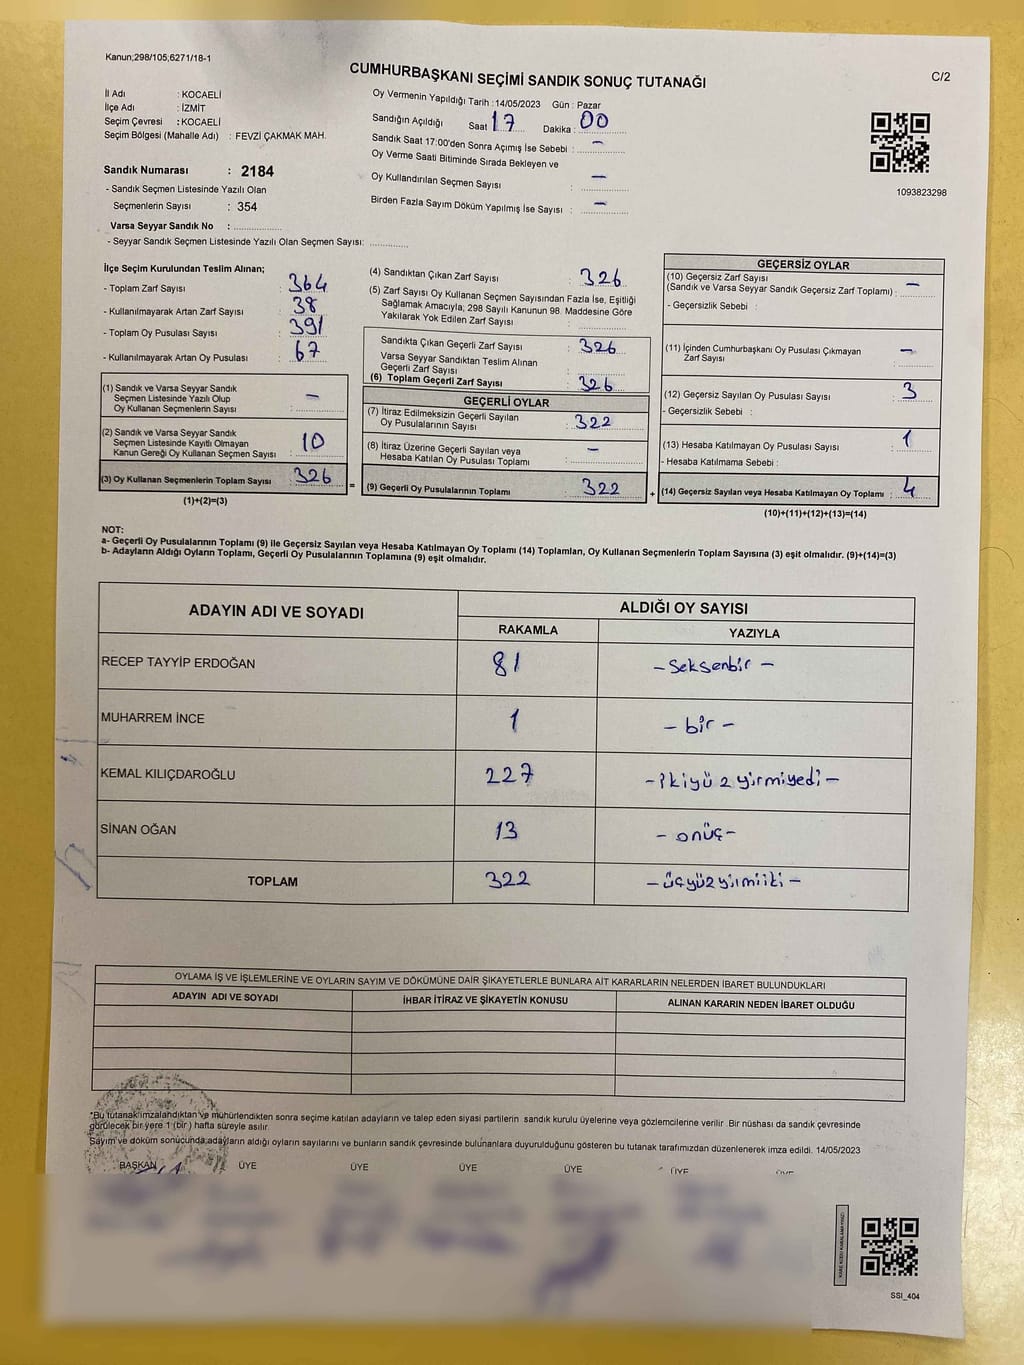 Kanun;298/105;6271/18-1
C/2
CUMHURBAŞKANI SEÇİMİ SANDIK SONUÇ TUTANAĞI
İl Adı : KOCAELİ
İlçe Adı : İZMİT
Seçim Çevresi : KOCAELİ
Seçim Bölgesi (Mahalle Adı) : FEVZİ ÇAKMAK MAH.
Sandık Numarası : 2184
- Sandık Seçmen Listesinde Yazılı Olan
Seçmenlerin Sayısı : 354
Varsa Seyyar Sandık No :
- Seyyar Sandık Seçmen Listesinde Yazılı Olan Seçmen Sayısı:
Oy Vermenin Yapıldığı Tarih : 14/05/2023 Gün : Pazar
Sandığın Açıldığı Saat 17 Dakika : 00
Sandık Saat 17:00'den Sonra Açımış İse Sebebi : –
Oy Verme Saati Bitiminde Sırada Bekleyen ve
Oy Kullandırılan Seçmen Sayısı : –
Birden Fazla Sayım Döküm Yapılmış İse Sayısı : –
1093823298
İlçe Seçim Kurulundan Teslim Alınan;
- Toplam Zarf Sayısı : 364
- Kullanılmayarak Artan Zarf Sayısı : 38
- Toplam Oy Pusulası Sayısı : 391
- Kullanılmayarak Artan Oy Pusulası : 67
(1) Sandık ve Varsa Seyyar Sandık
Seçmen Listesinde Yazılı Olup
Oy Kullanan Seçmenlerin Sayısı : –
(2) Sandık ve Varsa Seyyar Sandık
Seçmen Listesinde Kayıtlı Olmayan
Kanun Gereği Oy Kullanan Seçmen Sayısı : 10
(3) Oy Kullanan Seçmenlerin Toplam Sayısı : 326
(1)+(2)=(3)
(4) Sandıktan Çıkan Zarf Sayısı : 326
(5) Zarf Sayısı Oy Kullanan Seçmen Sayısından Fazla İse, Eşitliği
Sağlamak Amacıyla, 298 Sayılı Kanunun 98. Maddesine Göre
Yakılarak Yok Edilen Zarf Sayısı :
Sandıkta Çıkan Geçerli Zarf Sayısı : 326
Varsa Seyyar Sandıktan Teslim Alınan
Geçerli Zarf Sayısı :
(6) Toplam Geçerli Zarf Sayısı : 326
GEÇERLİ OYLAR
(7) İtiraz Edilmeksizin Geçerli Sayılan
Oy Pusulalarının Sayısı : 322
(8) İtiraz Üzerine Geçerli Sayılan veya
Hesaba Katılan Oy Pusulası Toplamı : –
= (9) Geçerli Oy Pusulalarının Toplamı : 322 +
GEÇERSİZ OYLAR
(10) Geçersiz Zarf Sayısı
(Sandık ve Varsa Seyyar Sandık Geçersiz Zarf Toplamı) : –
- Geçersizlik Sebebi :
(11) İçinden Cumhurbaşkanı Oy Pusulası Çıkmayan
Zarf Sayısı : –
(12) Geçersiz Sayılan Oy Pusulası Sayısı : 3
- Geçersizlik Sebebi :
(13) Hesaba Katılmayan Oy Pusulası Sayısı : 1
- Hesaba Katılmama Sebebi :
(14) Geçersiz Sayılan veya Hesaba Katılmayan Oy Toplamı : 4
(10)+(11)+(12)+(13)=(14)
NOT:
a- Geçerli Oy Pusulalarının Toplamı (9) ile Geçersiz Sayılan veya Hesaba Katılmayan Oy Toplamı (14) Toplamları, Oy Kullanan Seçmenlerin Toplam Sayısına (3) eşit olmalıdır. (9)+(14)=(3)
b- Adayların Aldığı Oyların Toplamı, Geçerli Oy Pusulalarının Toplamına (9) eşit olmalıdır.
ADAYIN ADI VE SOYADI ALDIĞI OY SAYISI
RAKAMLA YAZIYLA
RECEP TAYYİP ERDOĞAN 81 – seksenbir –
MUHARREM İNCE 1 – bir –
KEMAL KILIÇDAROĞLU 227 – ikiyüzyirmiyedi –
SİNAN OĞAN 13 – onüç –
TOPLAM 322 – üçyüzyirmiiki –
OYLAMA İŞ VE İŞLEMLERİNE VE OYLARIN SAYIM VE DÖKÜMÜNE DAİR ŞİKAYETLERLE BUNLARA AİT KARARLARIN NELERDEN İBARET BULUNDUKLARI
ADAYIN ADI VE SOYADI İHBAR İTİRAZ VE ŞİKAYETİN KONUSU ALINAN KARARIN NEDEN İBARET OLDUĞU
*Bu tutanak imzalandıktan ve mühürlendikten sonra seçime katılan adayların ve talep eden siyasi partilerin sandık kurulu üyelerine veya gözlemcilerine verilir. Bir nüshası da sandık çevresinde
görülecek bir yere 1 (bir) hafta süreyle asılır.
Sayım ve döküm sonucunda adayların aldığı oyların sayılarını ve bunların sandık çevresinde bulunanlara duyurulduğunu gösteren bu tutanak tarafımızdan düzenlenerek imza edildi. 14/05/2023
BAŞKAN ÜYE ÜYE ÜYE ÜYE ÜYE ÜYE
SSI_404